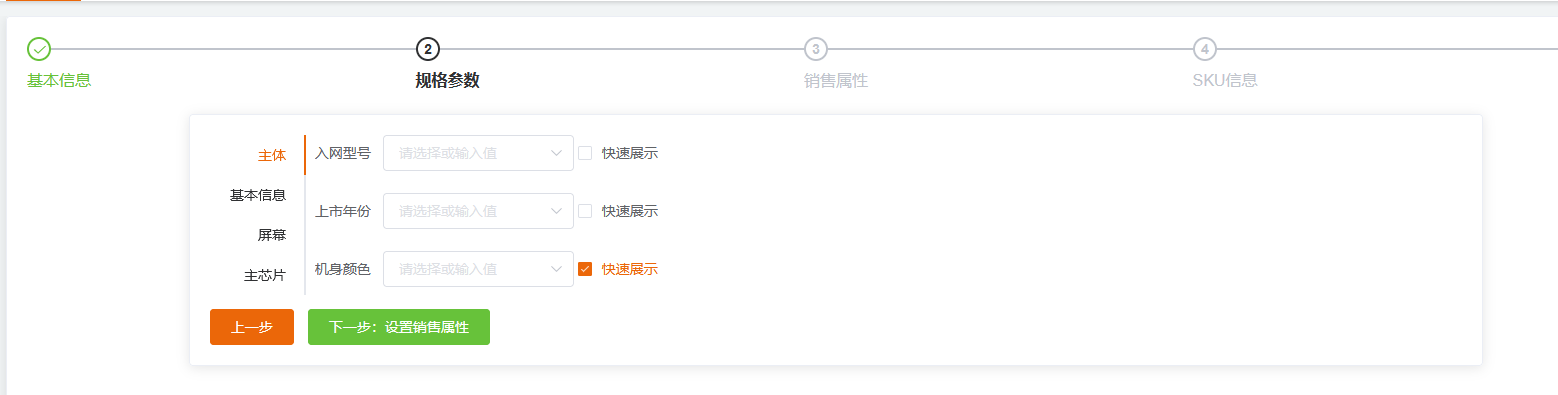 2
3
4
基本信息
规格参数
销售属性
SKU信息
主体
入网型号
请选择或输入值
快速展示
基本信息
上市年份
请选择或输入值
快速展示
屏幕
主芯片
机身颜色
请选择或输入值
快速展示
上一步
下一步：设置销售属性